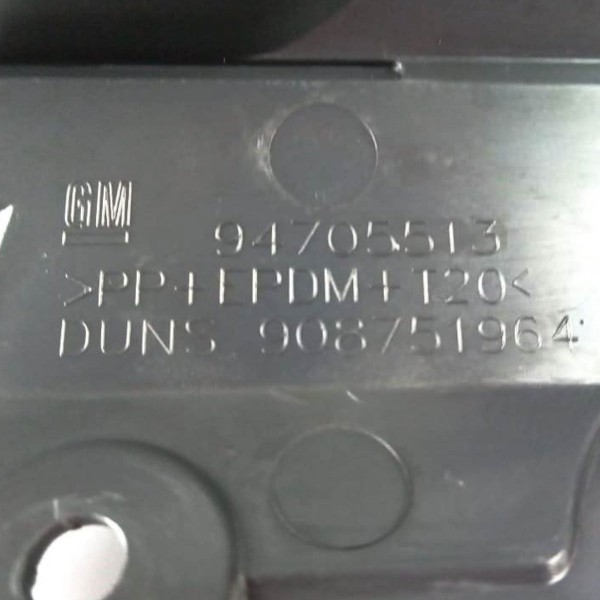 GM
94705513
>PP+EPDM+T20<
DUNS 908751964